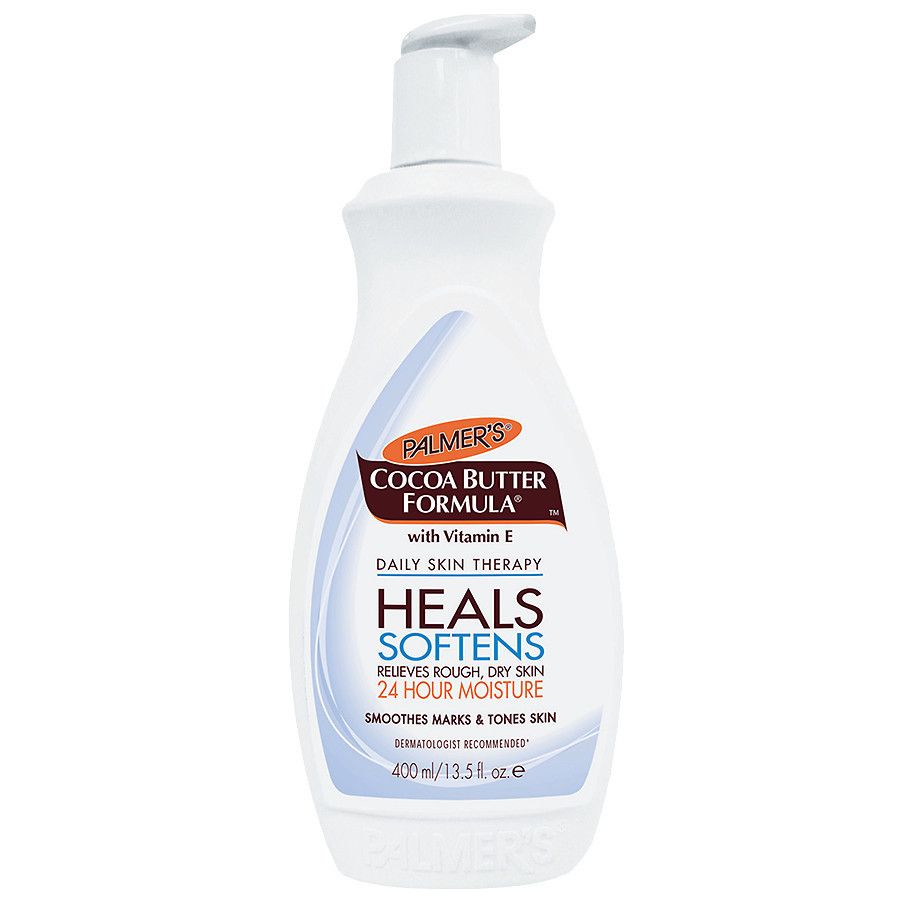 PALMER'S®
COCOA BUTTER
FORMULA® ™
with Vitamin E
DAILY SKIN THERAPY
HEALS
SOFTENS
RELIEVES ROUGH, DRY SKIN
24 HOUR MOISTURE
SMOOTHES MARKS & TONES SKIN
DERMATOLOGIST RECOMMENDED*
400 ml/13.5 fl. oz. ℮
PALMER'S®